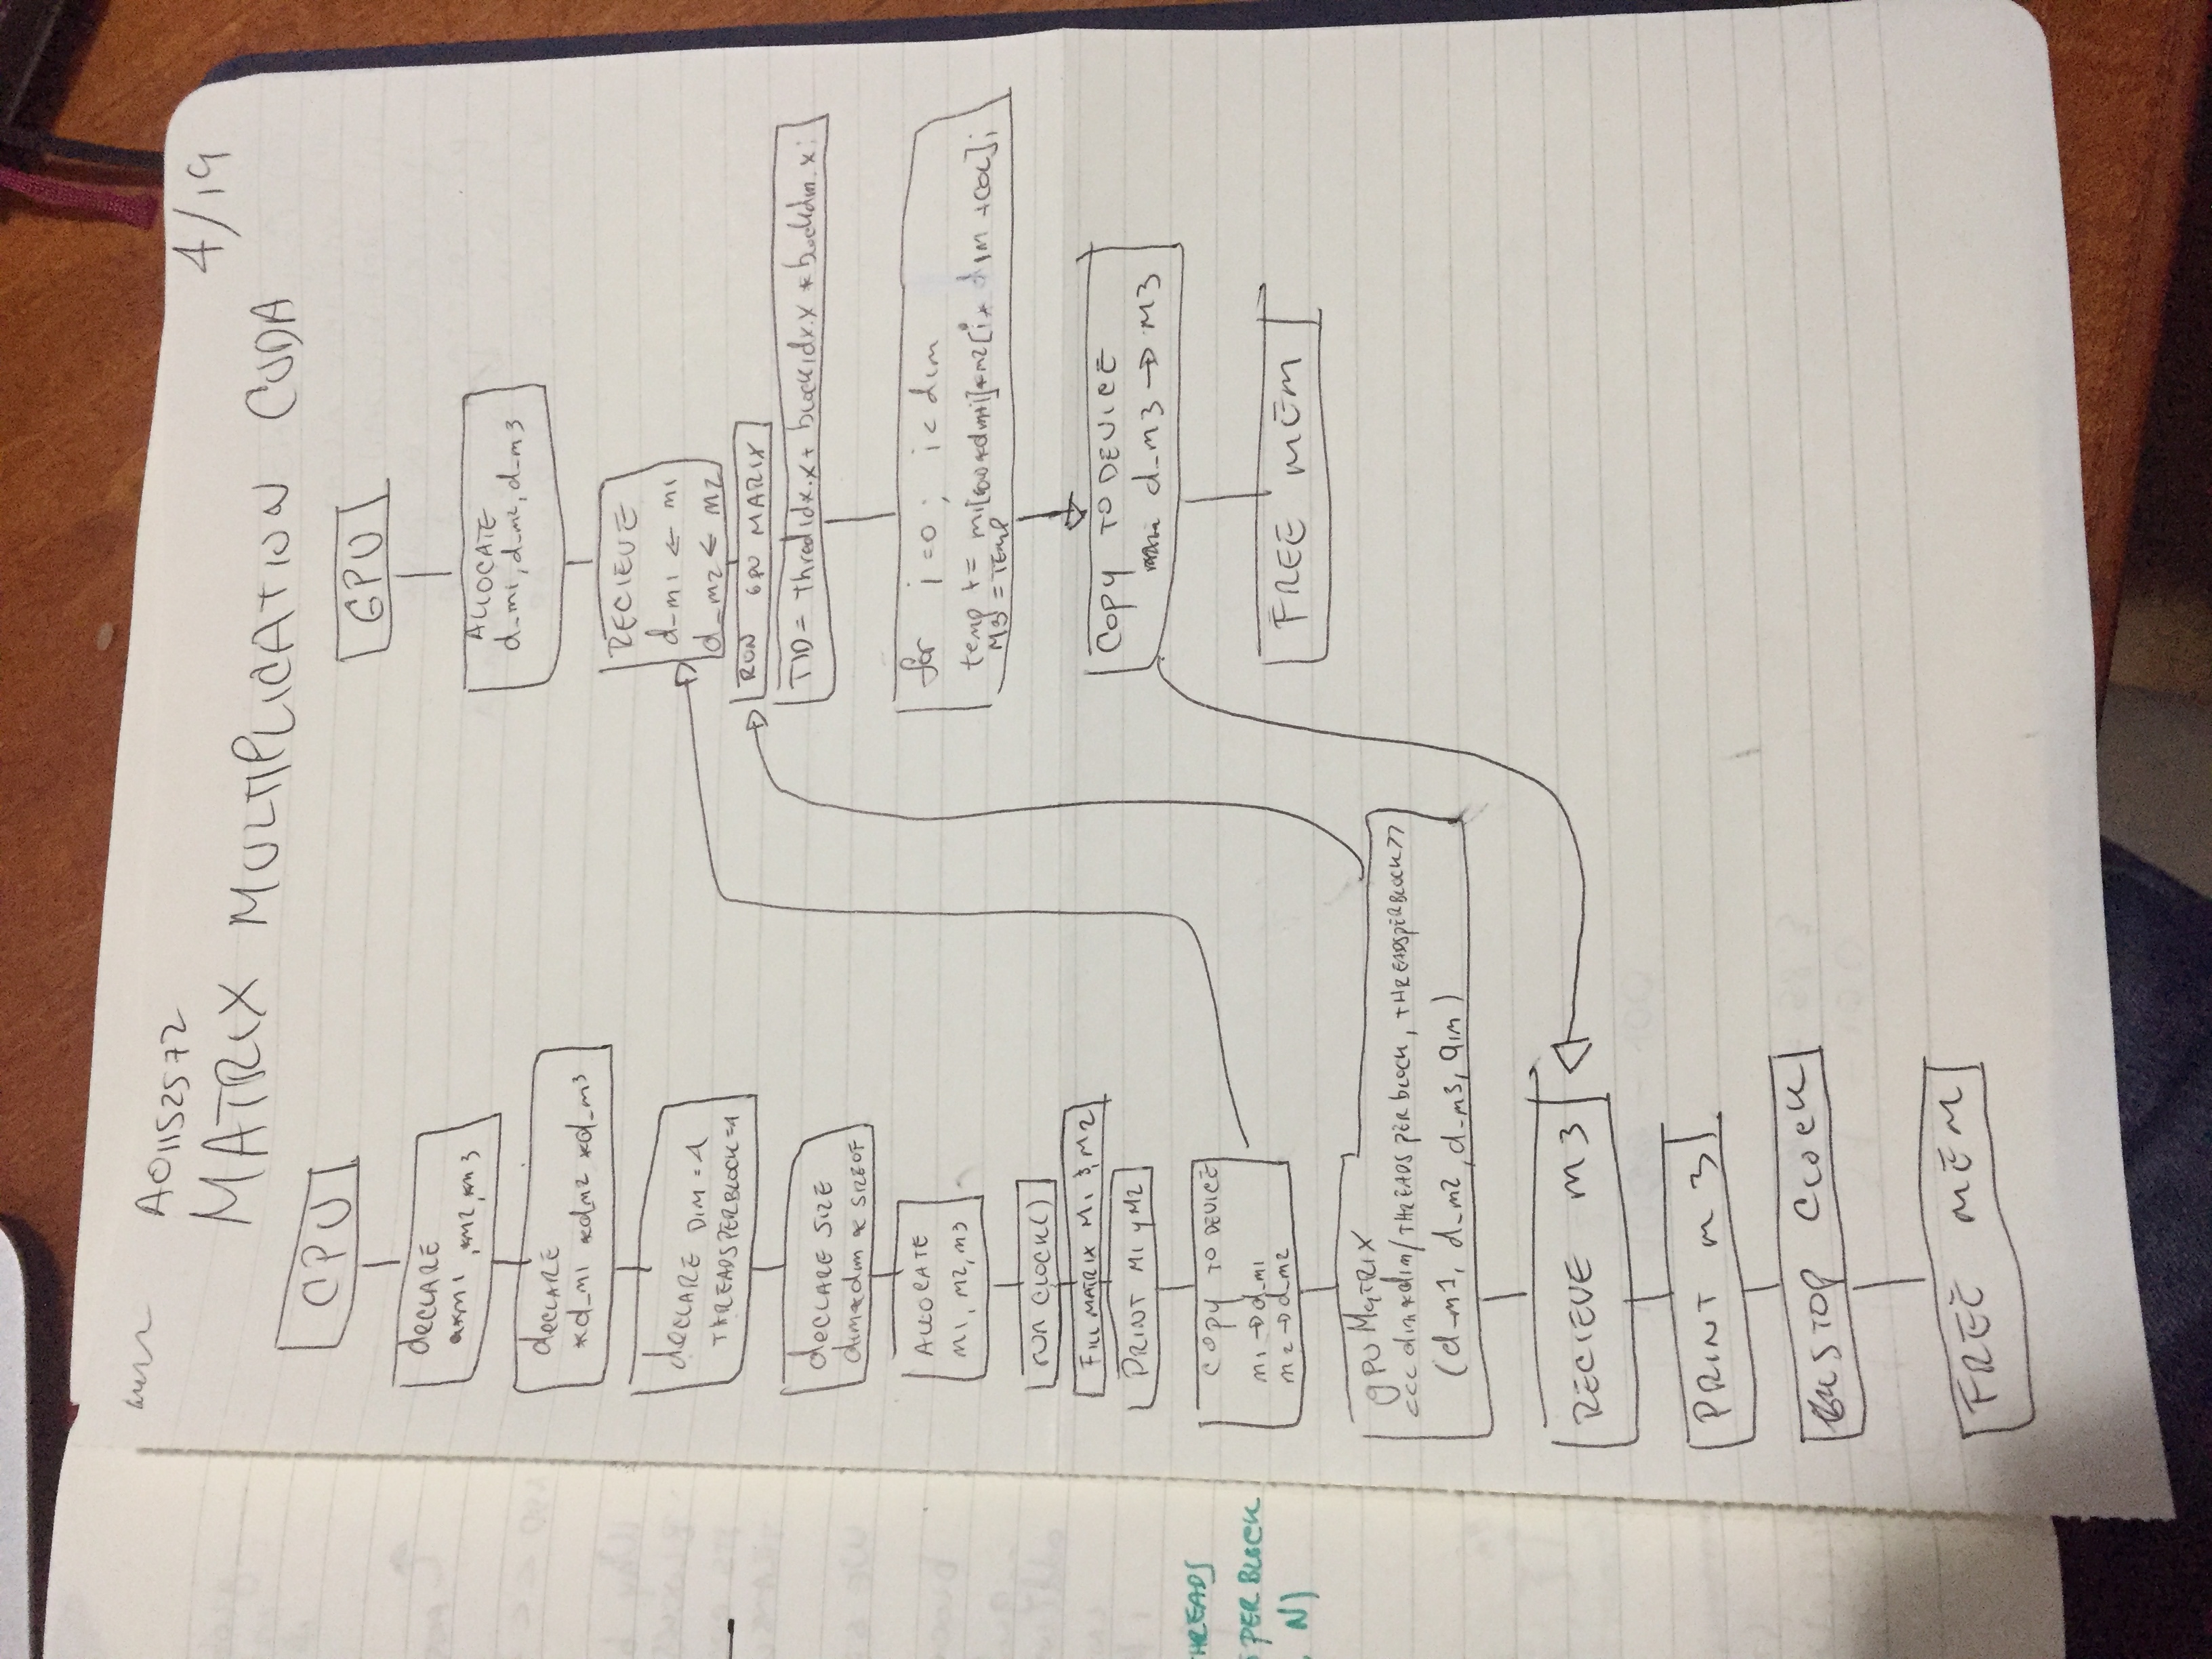 A01152572
4/19
MATRIX MULTIPLICATION CUDA
CPU
declare
*m1, *m2, *m3
declare
*d_m1 *dm2 *d_m3
declare DIM = 4
THREADSPERBLOCK=4
declare SIZE
dim*dim * SIZEOF
ALLOCATE
m1, m2, m3
run clock()
FILL MATRIX M1 & M2
PRINT M1 y M2
copy TO DEVICE
m1 → d_m1
m2 → d_m2
gpuMatrix
<<< dim*dim/THREADSPERblock, THREADSPERBLOCK>>
(d_m1, d_m2, d_m3, dim)
RECIEVE m3
PRINT m3
STOP Clock
FREE MEM
GPU
ALLOCATE
d_m1, d_m2, d_m3
RECIEVE
d_m1 ← m1
d_m2 ← m2
RUN GPU MARIX
TID = thredidx.x + blockidx.x * blockdim.x;
for i=0; i< dim
temp += m1[row*dim+i]*m2[i* dim +col];
M3 = TEMP
Copy TO DEVICE
d_m3 → M3
FREE MEM
THREADS
PER BLOCK
, N)